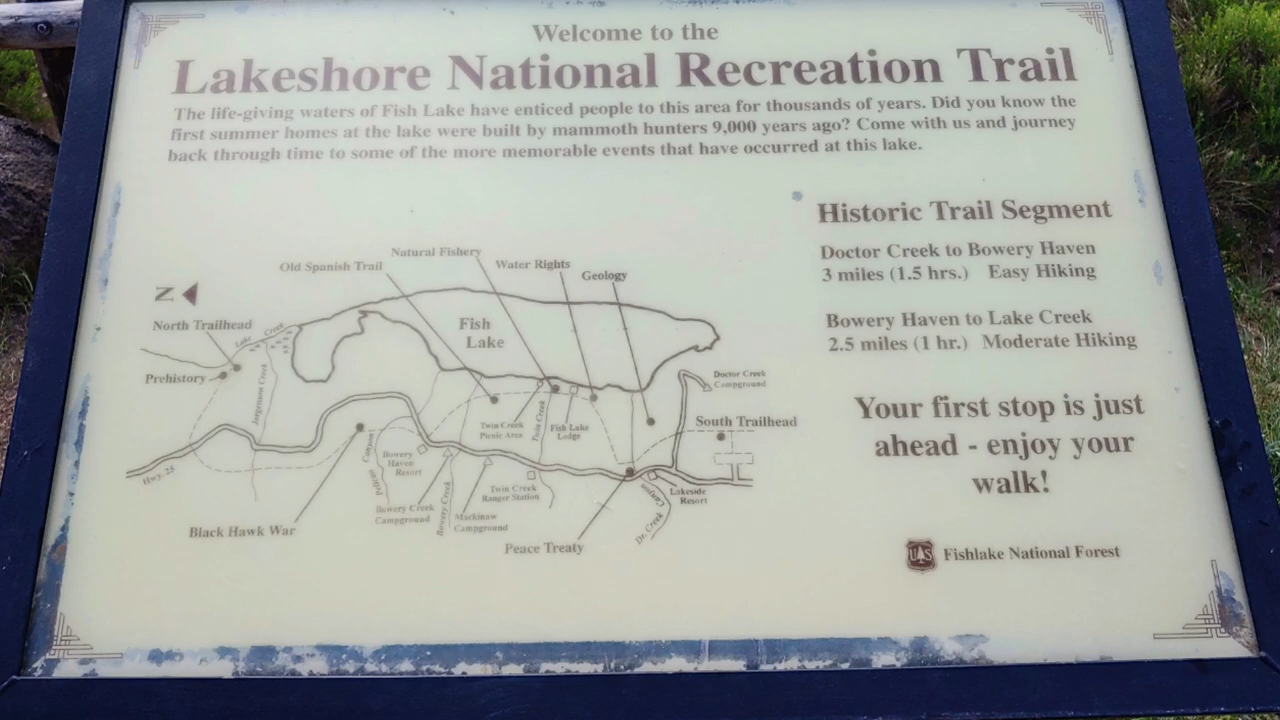 Welcome to the
Lakeshore National Recreation Trail
The life-giving waters of Fish Lake have enticed people to this area for thousands of years. Did you know the
first summer homes at the lake were built by mammoth hunters 9,000 years ago? Come with us and journey
back through time to some of the more memorable events that have occurred at this lake.
Historic Trail Segment
Doctor Creek to Bowery Haven
3 miles (1.5 hrs.) Easy Hiking
Bowery Haven to Lake Creek
2.5 miles (1 hr.) Moderate Hiking
Your first stop is just
ahead - enjoy your
walk!
US
Fishlake National Forest
Natural Fishery
Old Spanish Trail
Water Rights
Geology
N
North Trailhead
Lake Creek
Fish
Lake
Prehistory
Jorgenson Creek
Doctor Creek
Campground
South Trailhead
Twin Creek
Picnic Area
Twin Creek
Fish Lake
Lodge
Hwy. 25
Pelican Canyon
Bowery
Haven
Resort
Bowery Creek
Campground
Bowery Creek
Mackinaw
Campground
Twin Creek
Ranger Station
Lakeside
Resort
Dr. Creek Canyon
Black Hawk War
Peace Treaty